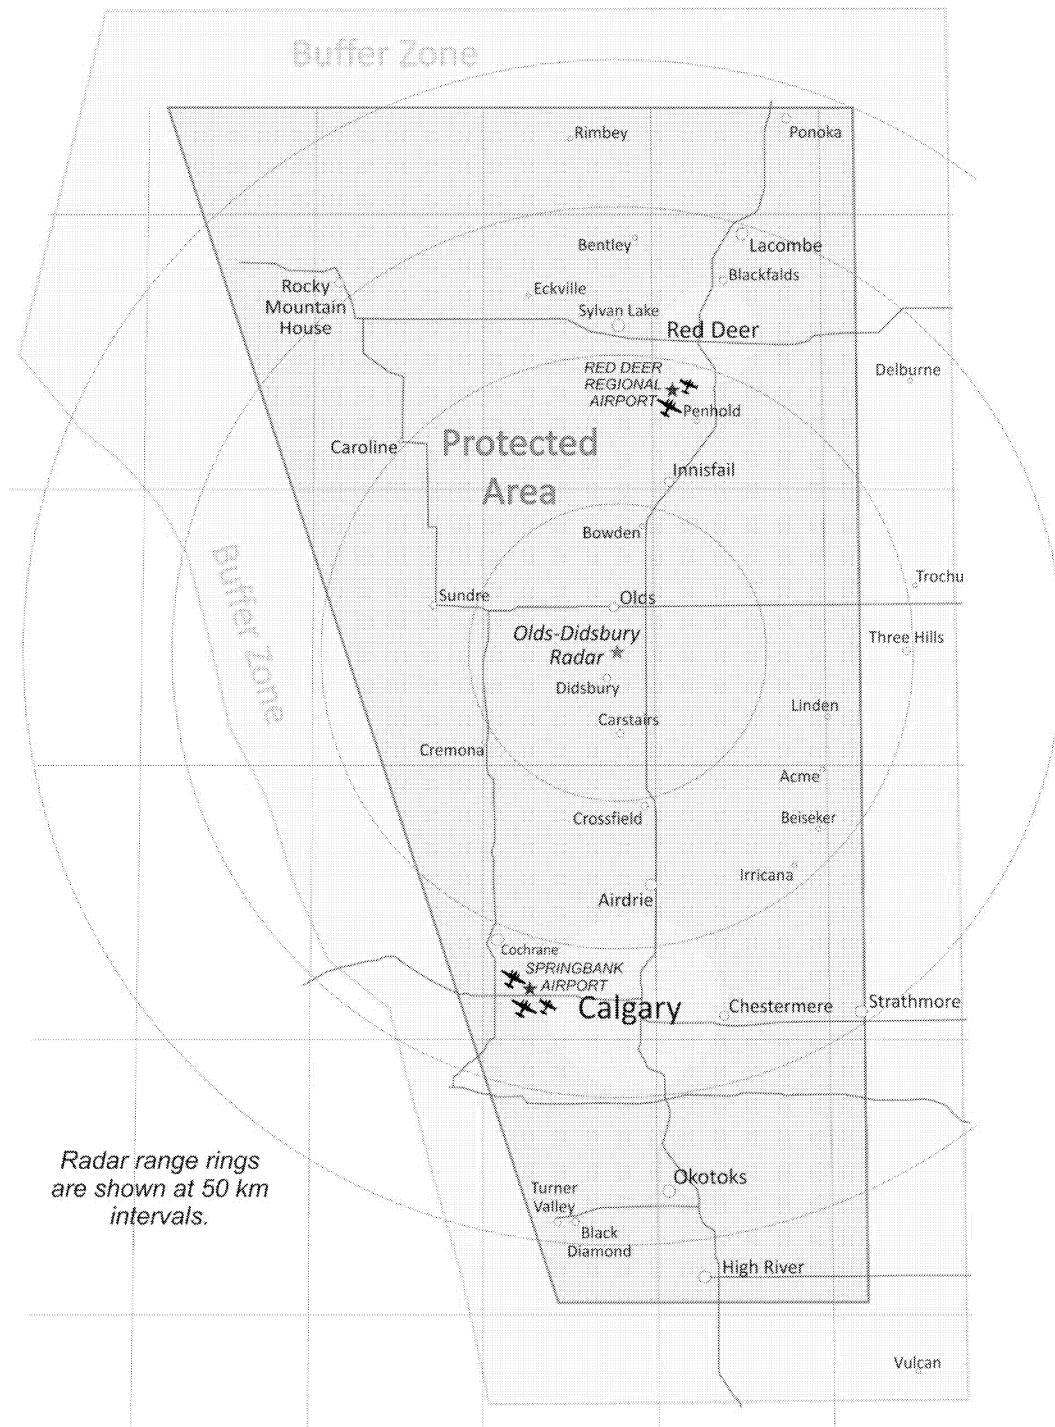 Buffer Zone
Rimbey
Ponoka
Bentley
Lacombe
Blackfalds
Rocky
Mountain
House
Eckville
Sylvan Lake
Red Deer
RED DEER
REGIONAL
AIRPORT
Delburne
Penhold
Caroline
Protected
Area
Innisfail
Bowden
Buffer Zone
Trochu
Sundre
Olds
Olds-Didsbury
Radar
Three Hills
Didsbury
Linden
Carstairs
Cremona
Acme
Crossfield
Beiseker
Irricana
Airdrie
Cochrane
SPRINGBANK
AIRPORT
Calgary
Chestermere
Strathmore
Radar range rings
are shown at 50 km
intervals.
Okotoks
Turner
Valley
Black
Diamond
High River
Vulcan